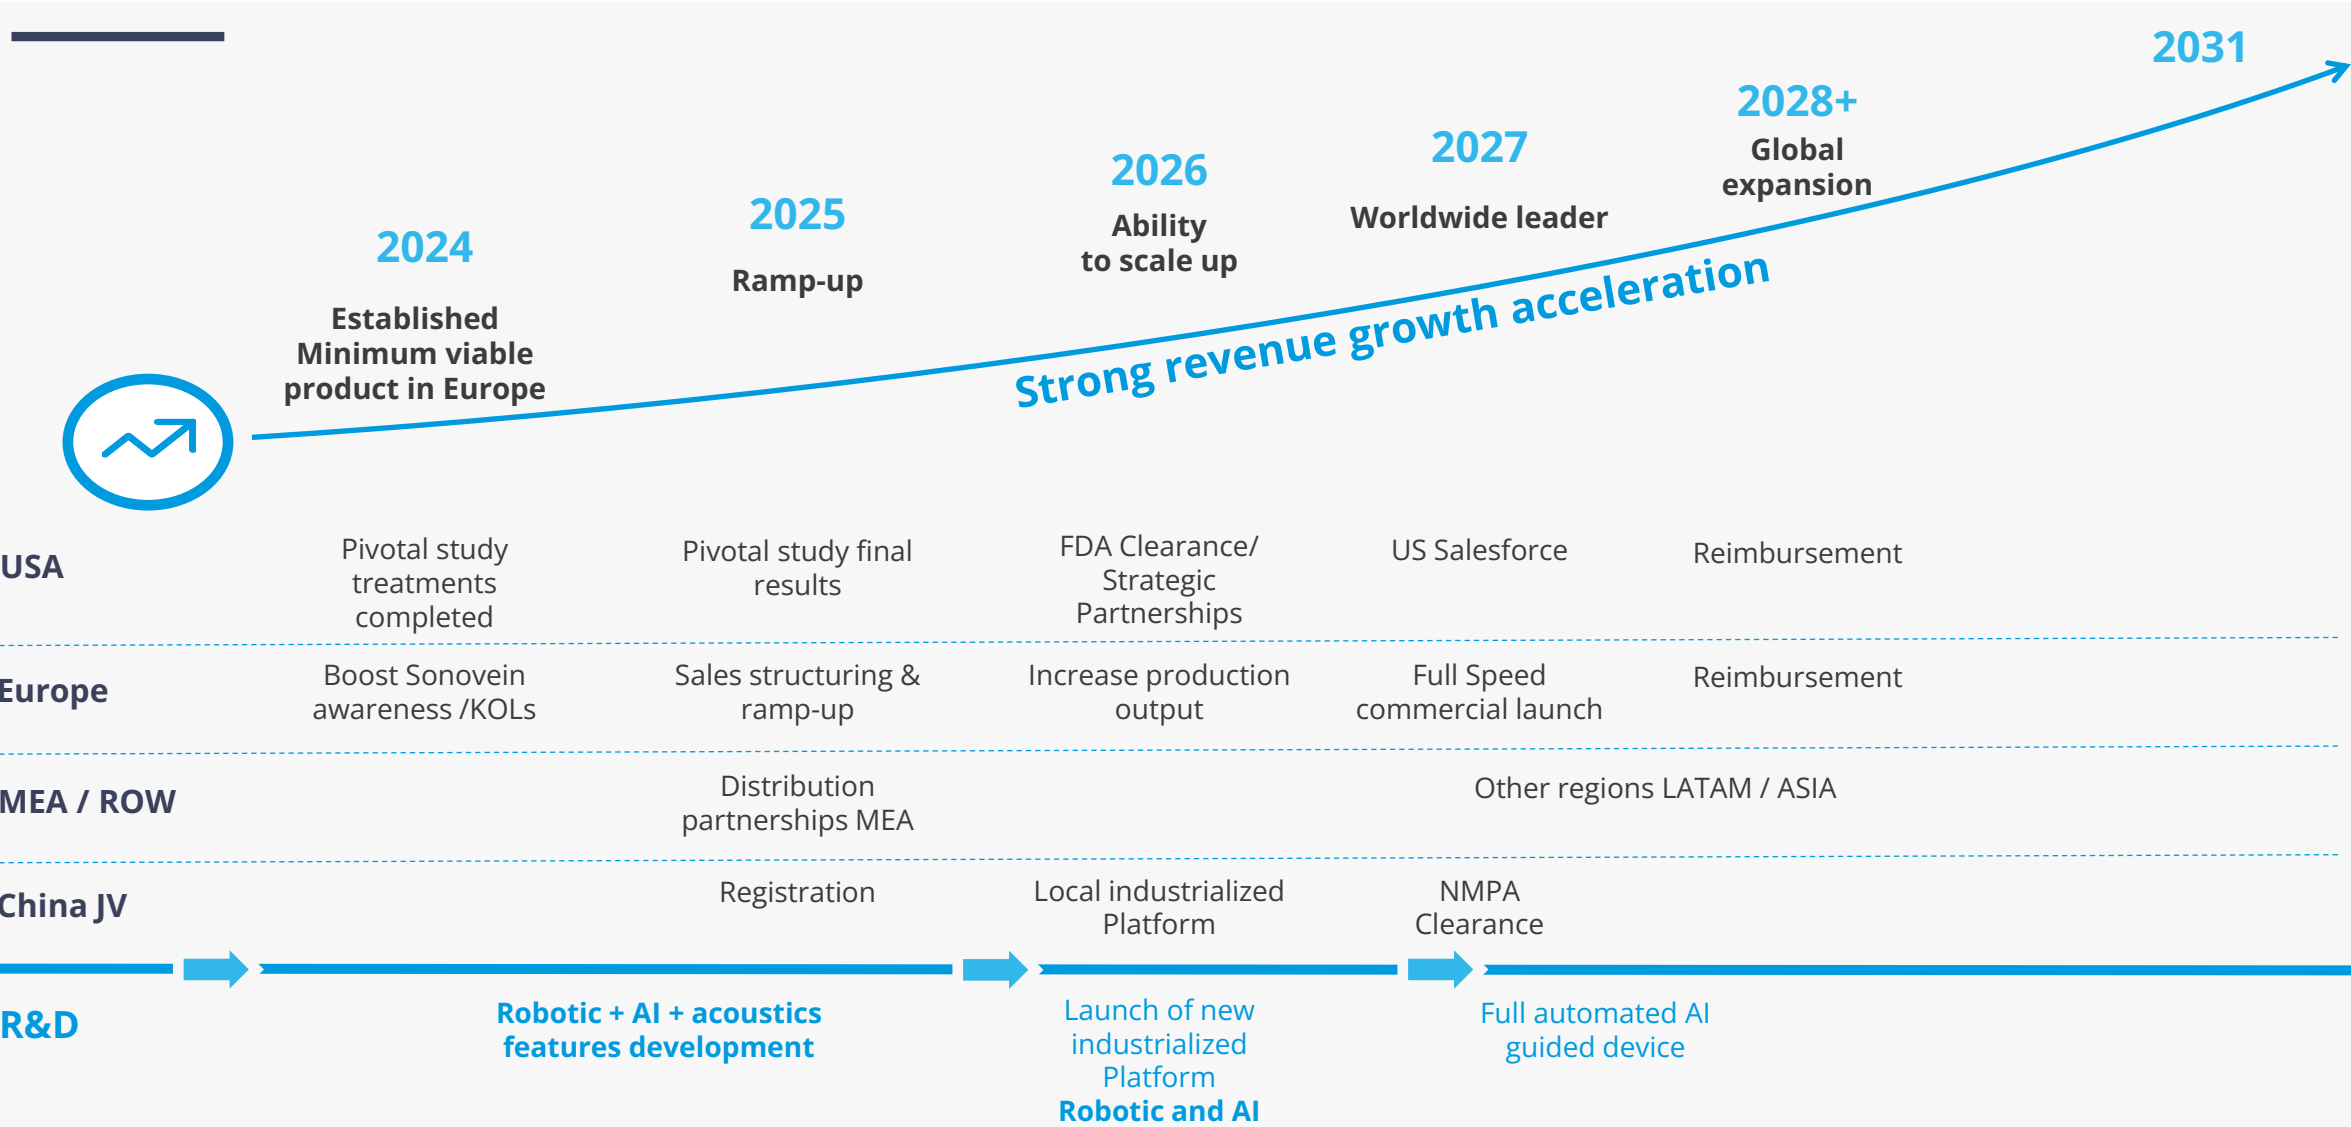 2031
2028+
Global
expansion
2027
Worldwide leader
2026
Ability
to scale up
2025
Ramp-up
2024
Established
Minimum viable
product in Europe
Strong revenue growth acceleration
USA
Pivotal study
treatments
completed
Pivotal study final
results
FDA Clearance/
Strategic
Partnerships
US Salesforce
Reimbursement
Europe
Boost Sonovein
awareness /KOLs
Sales structuring &
ramp-up
Increase production
output
Full Speed
commercial launch
Reimbursement
MEA / ROW
Distribution
partnerships MEA
Other regions LATAM / ASIA
China JV
Registration
Local industrialized
Platform
NMPA
Clearance
R&D
Robotic + AI + acoustics
features development
Launch of new
industrialized
Platform
Robotic and AI
Full automated AI
guided device